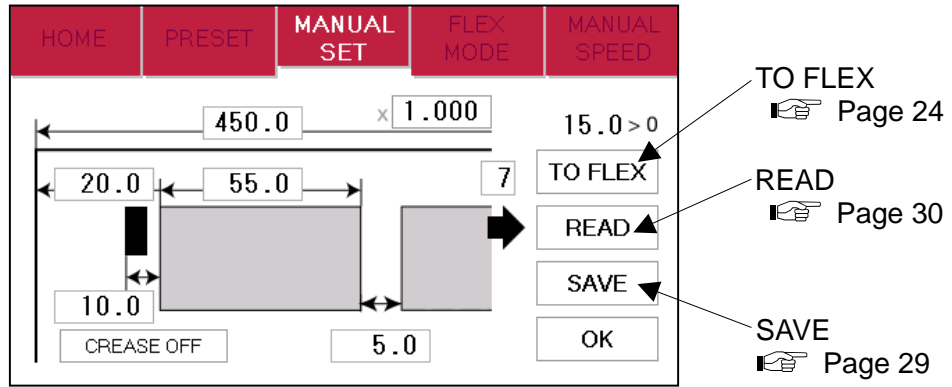 HOME PRESET MANUAL SET FLEX MODE MANUAL SPEED
450.0 x 1.000 15.0>0
20.0 55.0 7 TO FLEX
READ
10.0 SAVE
CREASE OFF 5.0 OK
TO FLEX
☞ Page 24
READ
☞ Page 30
SAVE
☞ Page 29